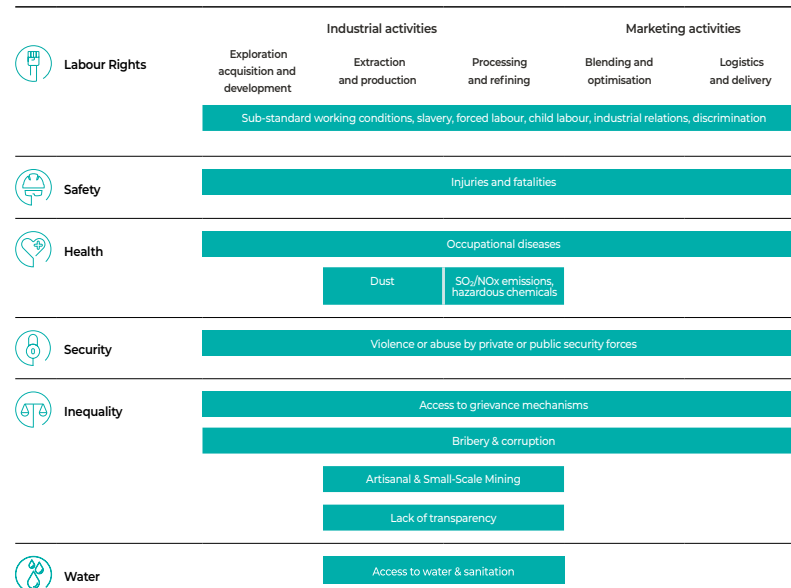 Industrial activities
Marketing activities
Labour Rights
Exploration
acquisition and
development
Extraction
and production
Processing
and refining
Blending and
optimisation
Logistics
and delivery
Sub-standard working conditions, slavery, forced labour, child labour, industrial relations, discrimination
Safety
Injuries and fatalities
Health
Occupational diseases
Dust
SO₂/NOx emissions,
hazardous chemicals
Security
Violence or abuse by private or public security forces
Inequality
Access to grievance mechanisms
Bribery & corruption
Artisanal & Small-Scale Mining
Lack of transparency
Water
Access to water & sanitation